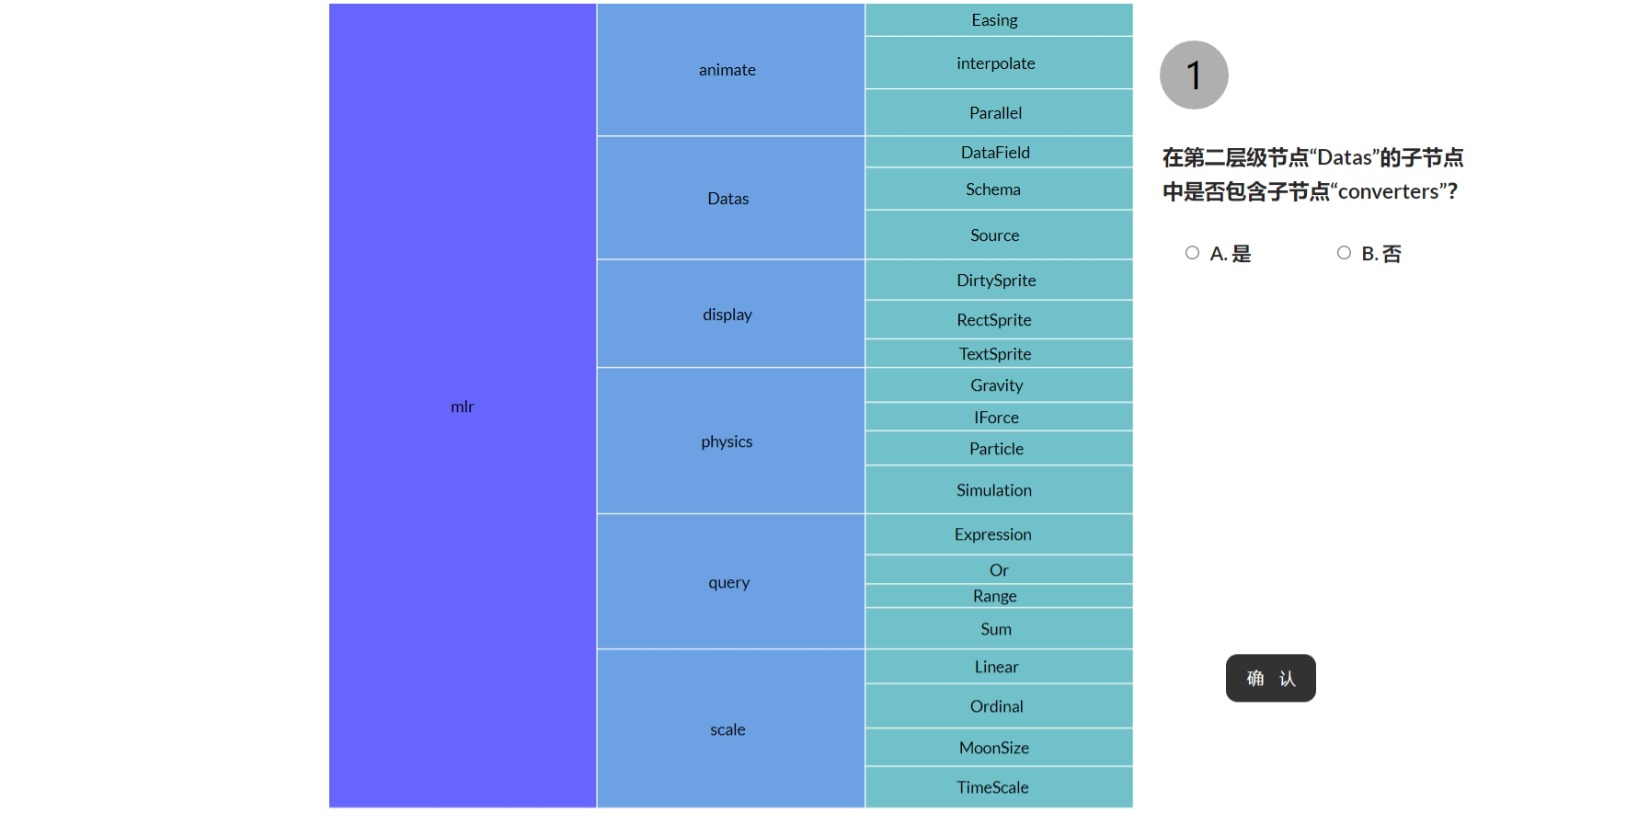 mlr
animate
Datas
display
physics
query
scale
Easing
interpolate
Parallel
DataField
Schema
Source
DirtySprite
RectSprite
TextSprite
Gravity
IForce
Particle
Simulation
Expression
Or
Range
Sum
Linear
Ordinal
MoonSize
TimeScale
1
在第二层级节点“Datas”的子节点
中是否包含子节点“converters”?
A. 是 B. 否
确 认